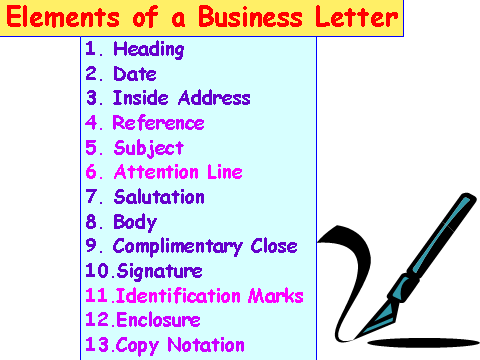 Elements of a Business Letter
1. Heading
2. Date
3. Inside Address
4. Reference
5. Subject
6. Attention Line
7. Salutation
8. Body
9. Complimentary Close
10.Signature
11.Identification Marks
12.Enclosure
13.Copy Notation